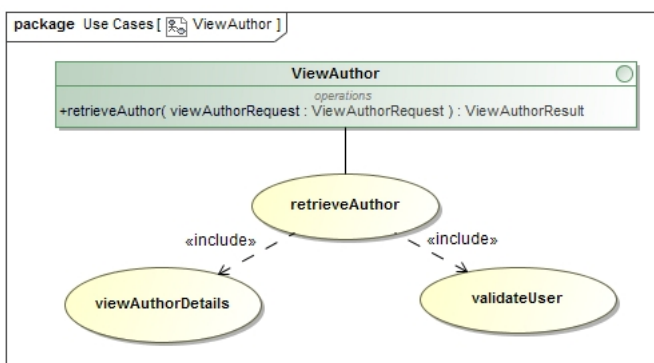 package Use Cases [ ViewAuthor ]
ViewAuthor
operations
+retrieveAuthor( viewAuthorRequest : ViewAuthorRequest ) : ViewAuthorResult
retrieveAuthor
«include» «include»
viewAuthorDetails validateUser